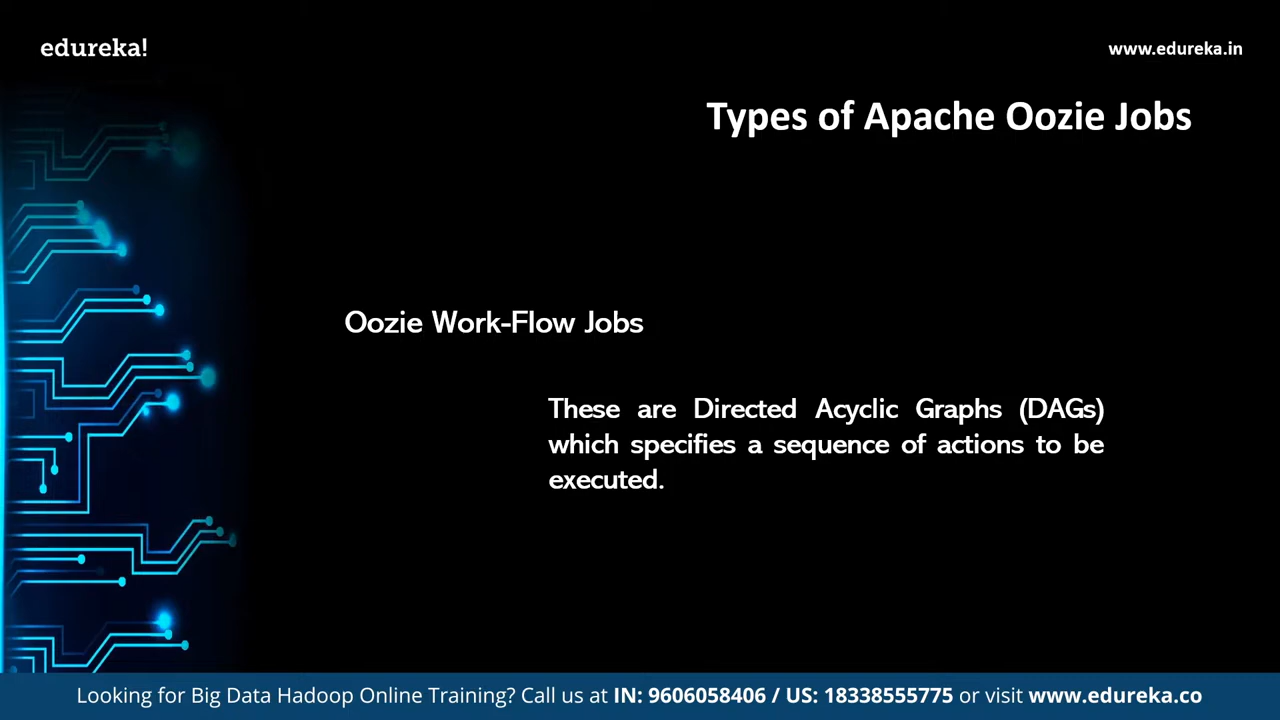 edureka!
www.edureka.in
Types of Apache Oozie Jobs
Oozie Work-Flow Jobs
These are Directed Acyclic Graphs (DAGs)
which specifies a sequence of actions to be
executed.
Looking for Big Data Hadoop Online Training? Call us at IN: 9606058406 / US: 18338555775 or visit www.edureka.co